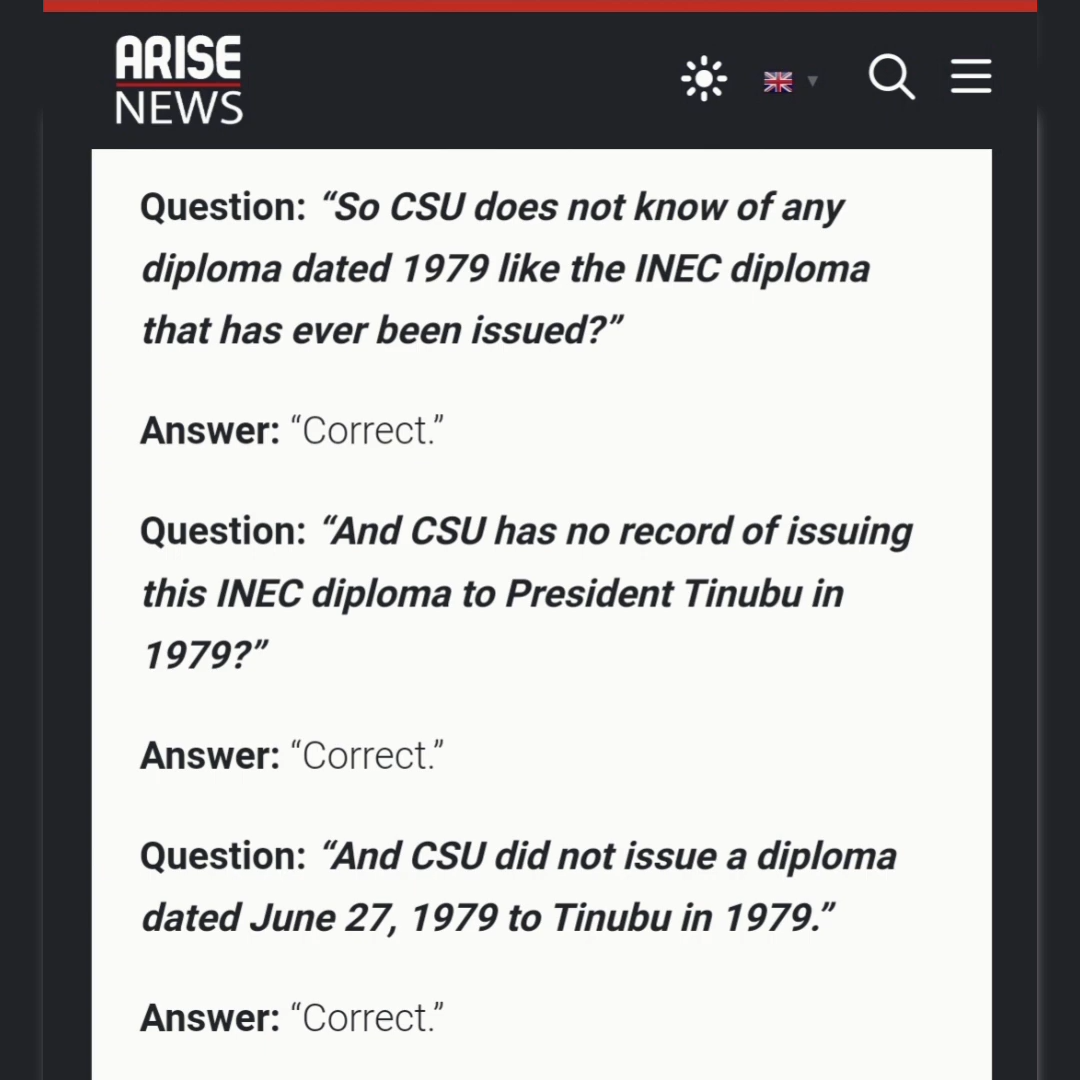 ARISE
NEWS
Question: “So CSU does not know of any
diploma dated 1979 like the INEC diploma
that has ever been issued?”
Answer: “Correct.”
Question: “And CSU has no record of issuing
this INEC diploma to President Tinubu in
1979?”
Answer: “Correct.”
Question: “And CSU did not issue a diploma
dated June 27, 1979 to Tinubu in 1979.”
Answer: “Correct.”